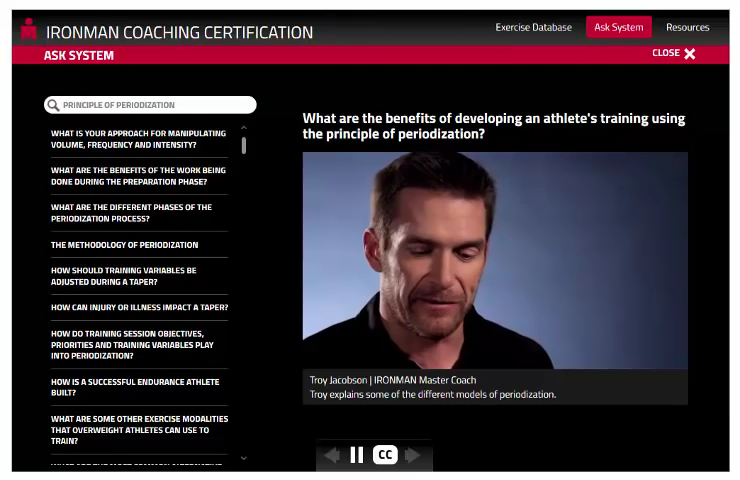 IRONMAN COACHING CERTIFICATION
Exercise Database
Ask System
Resources
ASK SYSTEM
CLOSE
PRINCIPLE OF PERIODIZATION
WHAT IS YOUR APPROACH FOR MANIPULATING
VOLUME, FREQUENCY AND INTENSITY?
WHAT ARE THE BENEFITS OF THE WORK BEING
DONE DURING THE PREPARATION PHASE?
WHAT ARE THE DIFFERENT PHASES OF THE
PERIODIZATION PROCESS?
THE METHODOLOGY OF PERIODIZATION
HOW SHOULD TRAINING VARIABLES BE
ADJUSTED DURING A TAPER?
HOW CAN INJURY OR ILLNESS IMPACT A TAPER?
HOW DO TRAINING SESSION OBJECTIVES,
PRIORITIES AND TRAINING VARIABLES PLAY
INTO PERIODIZATION?
HOW IS A SUCCESSFUL ENDURANCE ATHLETE
BUILT?
WHAT ARE SOME OTHER EXERCISE MODALITIES
THAT OVERWEIGHT ATHLETES CAN USE TO
TRAIN?
What are the benefits of developing an athlete's training using
the principle of periodization?
Troy Jacobson | IRONMAN Master Coach
Troy explains some of the different models of periodization.
CC